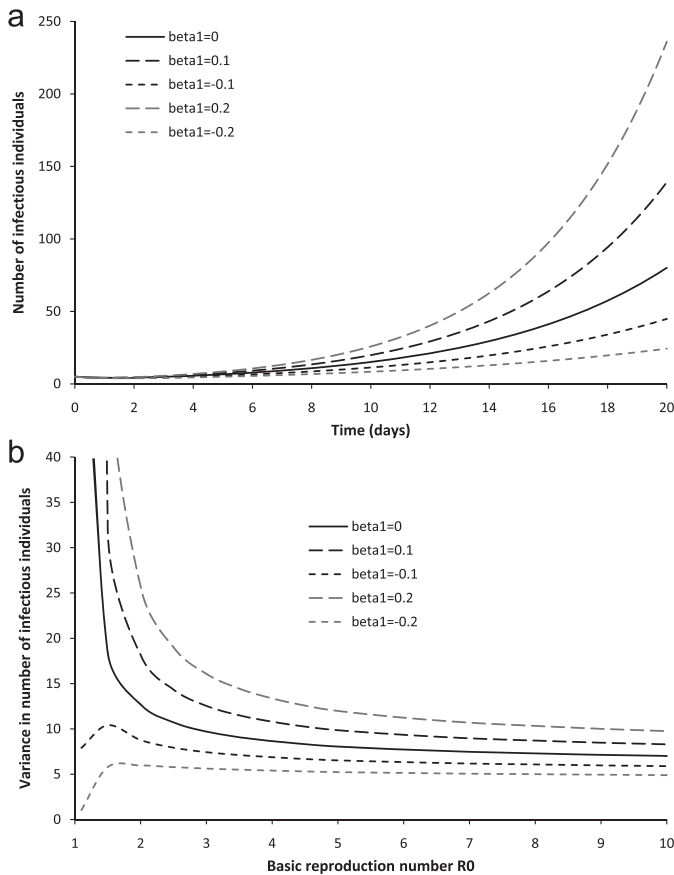 a
250
200
150
100
50
0
Number of infectious individuals
beta1=0
beta1=0.1
beta1=-0.1
beta1=0.2
beta1=-0.2
0 2 4 6 8 10 12 14 16 18 20
Time (days)
b
40
35
30
25
20
15
10
5
0
Variance in number of infectious individuals
beta1=0
beta1=0.1
beta1=-0.1
beta1=0.2
beta1=-0.2
1 2 3 4 5 6 7 8 9 10
Basic reproduction number R0